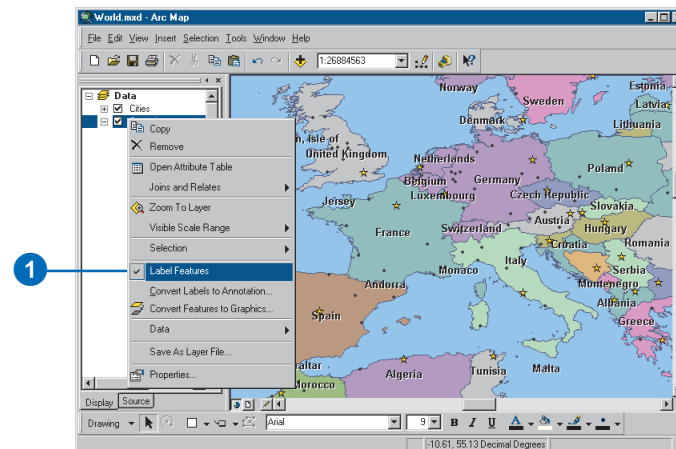 World.mxd - Arc Map
File Edit View Insert Selection Tools Window Help
1:26884563
Data
Cities
Copy
Remove
Open Attribute Table
Joins and Relates
Zoom To Layer
Visible Scale Range
Selection
1
Label Features
Convert Labels to Annotation...
Convert Features to Graphics...
Data
Save As Layer File...
Properties...
Display Source
Norway
Sweden
Estonia
Latvia
Denmark
Lithuania
n, Isle of
United Kingdom
Netherlands
Poland
Belgium
Germany
Luxembourg
Czech Republic
Jersey
Slovakia
Austria
France
Switzerland
Hungary
Croatia
Romania
Italy
Monaco
Serbia
Andorra
Montenegro
Albania
Spain
Greece
raltar
Algeria
Tunisia
Malta
Morocco
Drawing
Arial
9
B I U A
-10.61, 55.13 Decimal Degrees